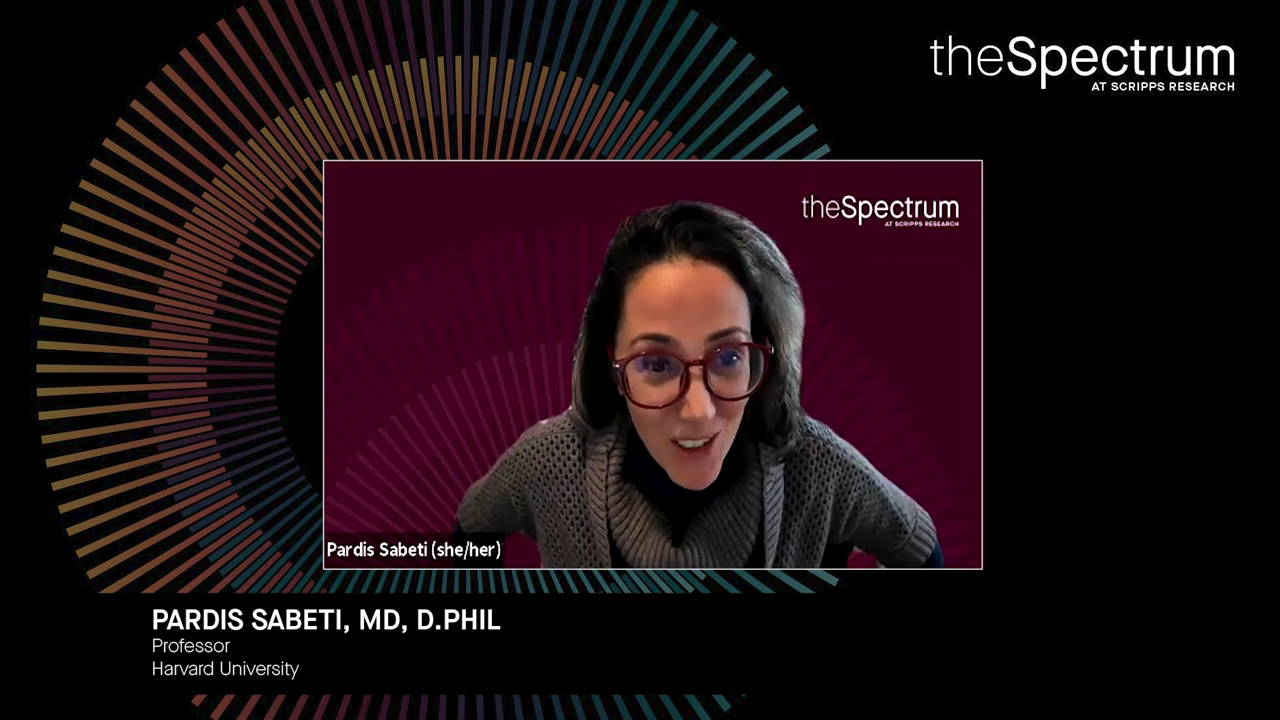 theSpectrum
AT SCRIPPS RESEARCH
theSpectrum
AT SCRIPPS RESEARCH
Pardis Sabeti (she/her)
PARDIS SABETI, MD, D.PHIL
Professor
Harvard University